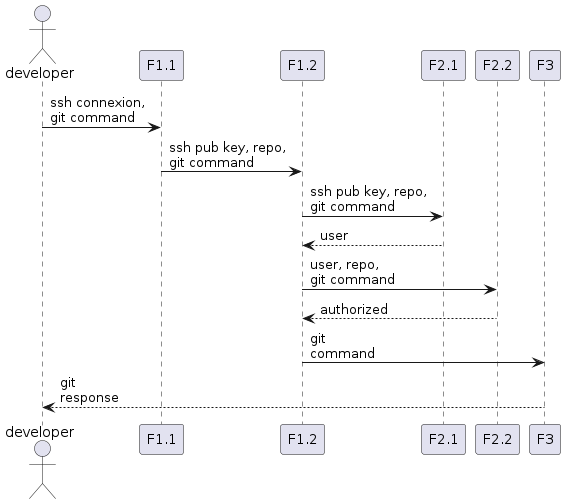 developer
F1.1
F1.2
F2.1
F2.2
F3
ssh connexion,
git command
ssh pub key, repo,
git command
ssh pub key, repo,
git command
user
user, repo,
git command
authorized
git
command
git
response
developer
F1.1
F1.2
F2.1
F2.2
F3